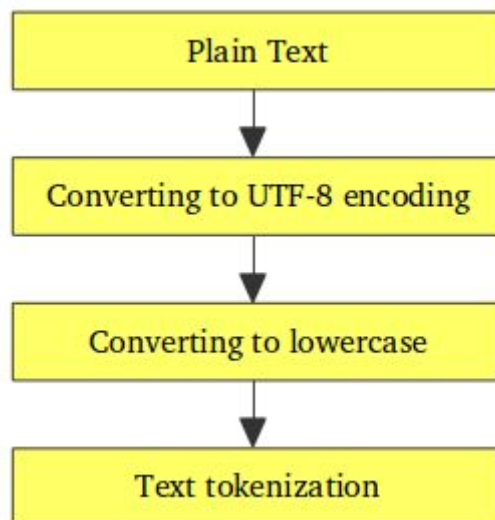 Plain Text
Converting to UTF-8 encoding
Converting to lowercase
Text tokenization